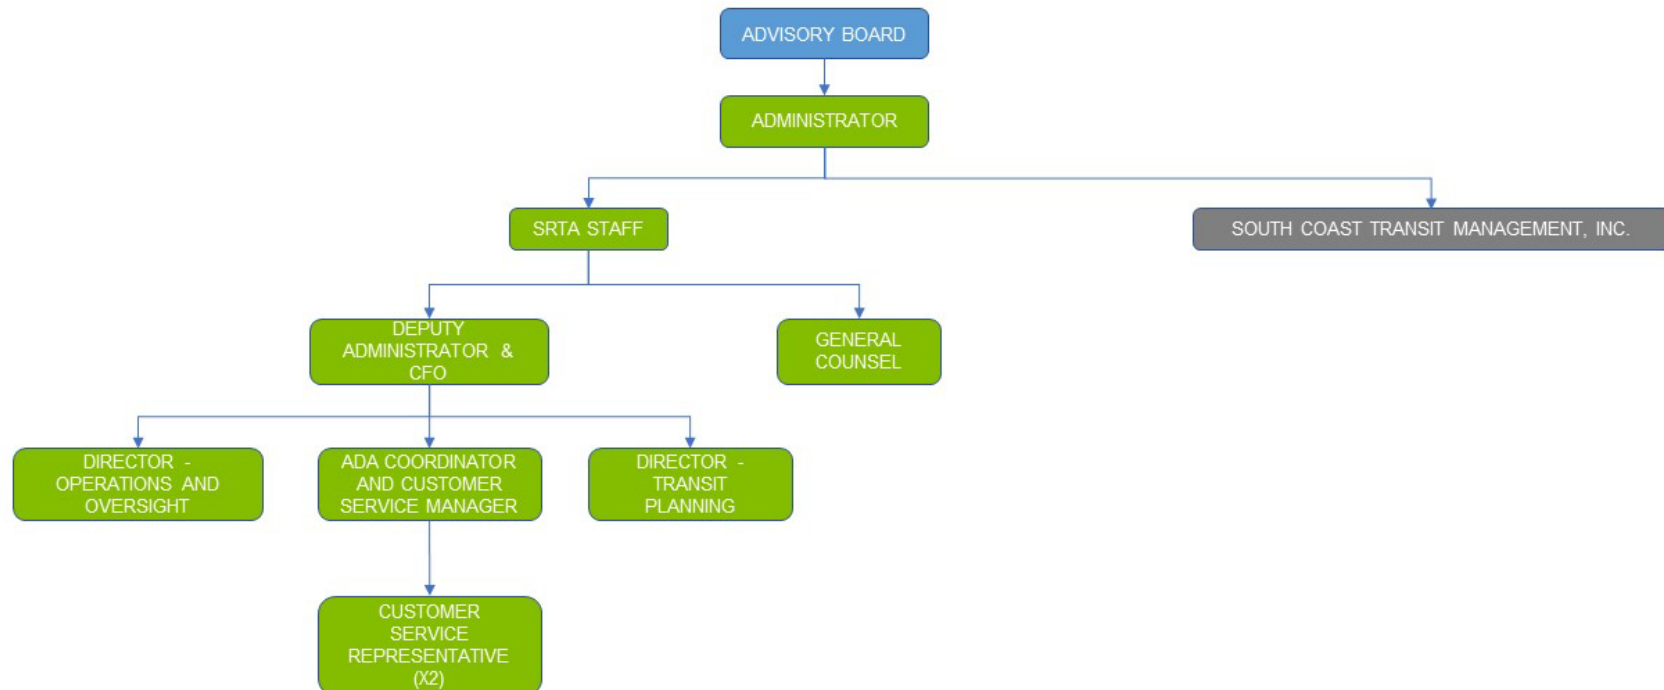 ADVISORY BOARD
ADMINISTRATOR
SRTA STAFF
SOUTH COAST TRANSIT MANAGEMENT, INC.
DEPUTY
ADMINISTRATOR &
CFO
GENERAL
COUNSEL
DIRECTOR -
OPERATIONS AND
OVERSIGHT
ADA COORDINATOR
AND CUSTOMER
SERVICE MANAGER
DIRECTOR -
TRANSIT
PLANNING
CUSTOMER
SERVICE
REPRESENTATIVE
(X2)